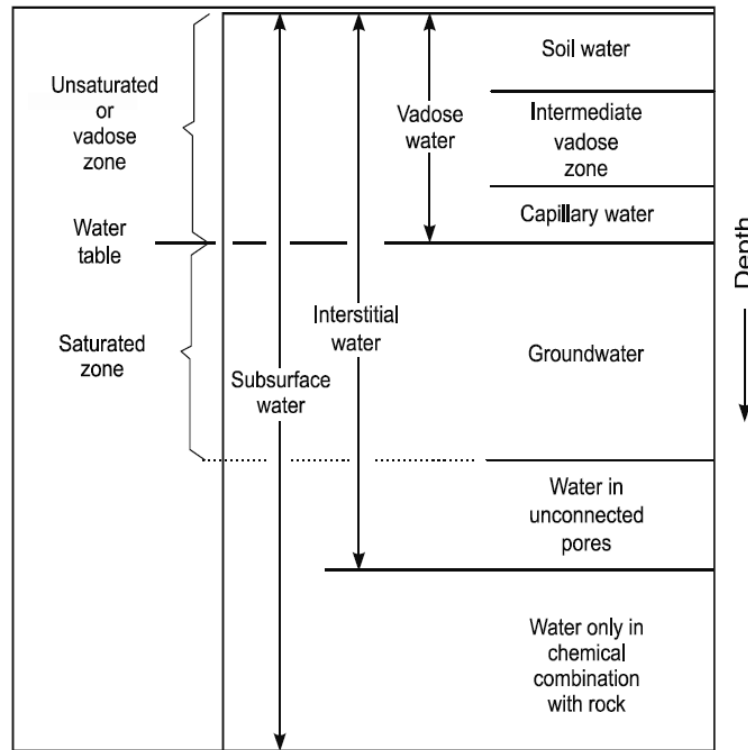 Unsaturated
or
vadose
zone
Water
table
Saturated
zone
Subsurface
water
Interstitial
water
Vadose
water
Soil water
Intermediate
vadose
zone
Capillary water
Groundwater
Water in
unconnected
pores
Water only in
chemical
combination
with rock
Depth